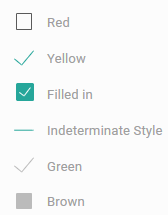 Red
Yellow
Filled in
Indeterminate Style
Green
Brown